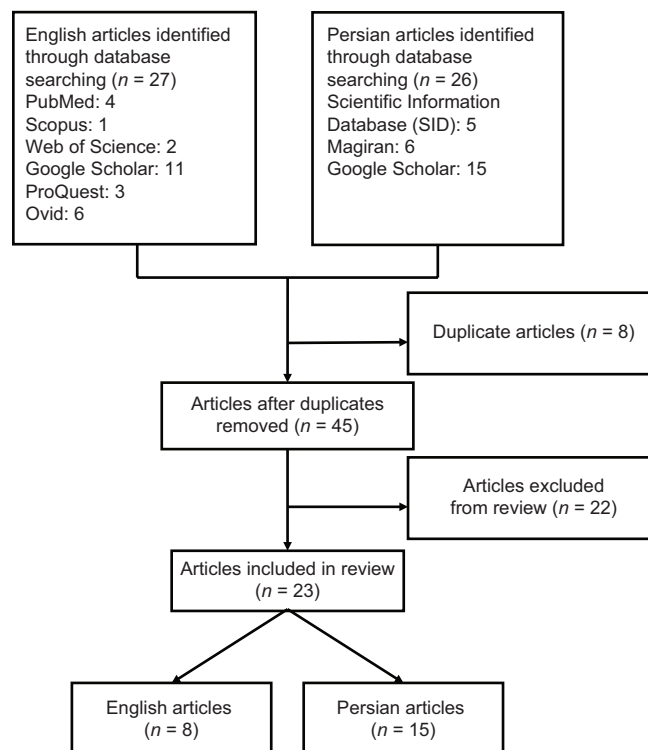 English articles identified
through database
searching (n = 27)
PubMed: 4
Scopus: 1
Web of Science: 2
Google Scholar: 11
ProQuest: 3
Ovid: 6
Persian articles identified
through database
searching (n = 26)
Scientific Information
Database (SID): 5
Magiran: 6
Google Scholar: 15
Duplicate articles (n = 8)
Articles after duplicates
removed (n = 45)
Articles excluded
from review (n = 22)
Articles included in review
(n = 23)
English articles
(n = 8)
Persian articles
(n = 15)